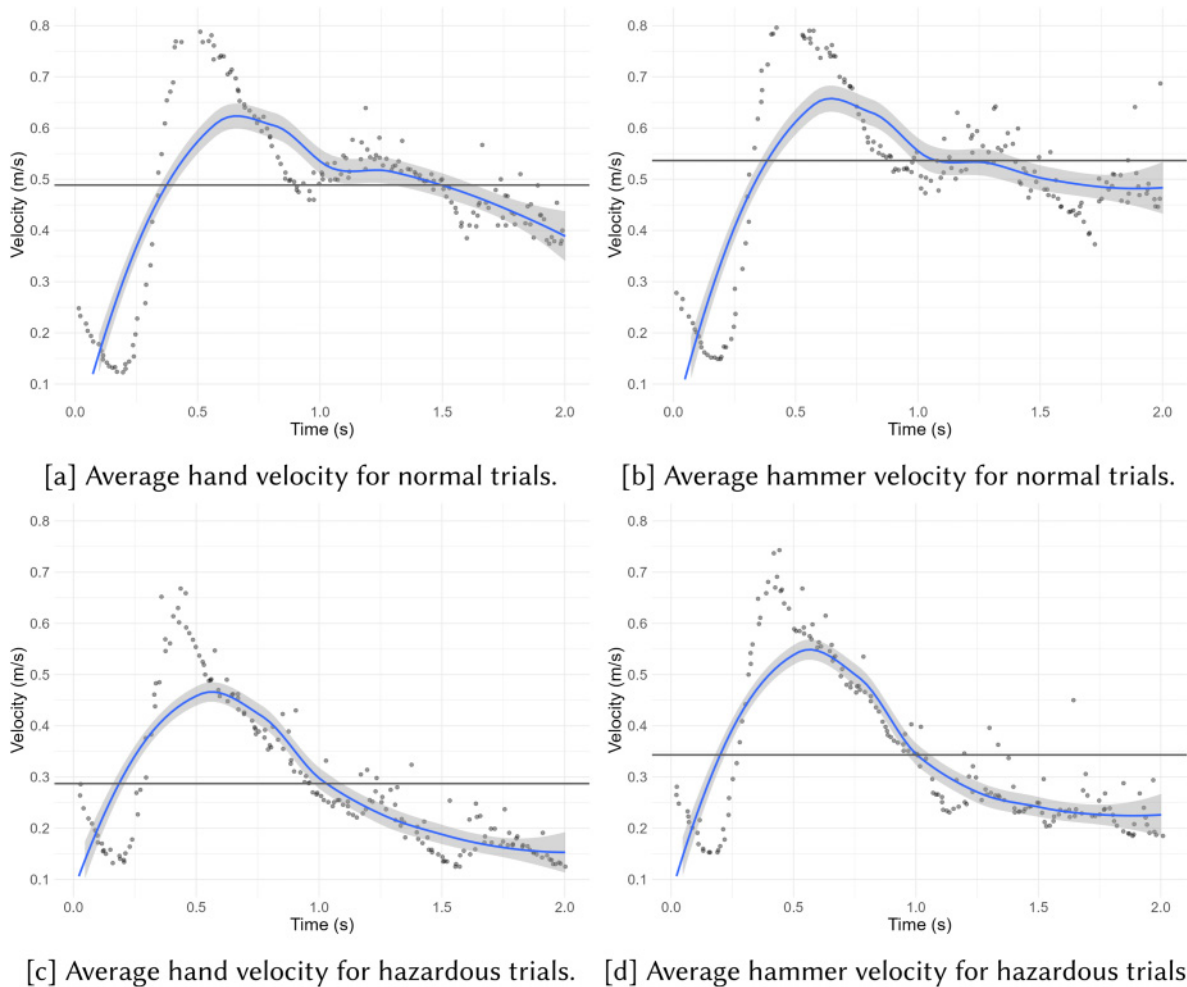 0.8
0.7
0.6
0.5
0.4
0.3
0.2
0.1
Velocity (m/s)
0.0 0.5 1.0 1.5 2.0
Time (s)
[a] Average hand velocity for normal trials.
0.8
0.7
0.6
0.5
0.4
0.3
0.2
0.1
Velocity (m/s)
0.0 0.5 1.0 1.5 2.0
Time (s)
[b] Average hammer velocity for normal trials.
0.8
0.7
0.6
0.5
0.4
0.3
0.2
0.1
Velocity (m/s)
0.0 0.5 1.0 1.5 2.0
Time (s)
[c] Average hand velocity for hazardous trials.
0.8
0.7
0.6
0.5
0.4
0.3
0.2
0.1
Velocity (m/s)
0.0 0.5 1.0 1.5 2.0
Time (s)
[d] Average hammer velocity for hazardous trials